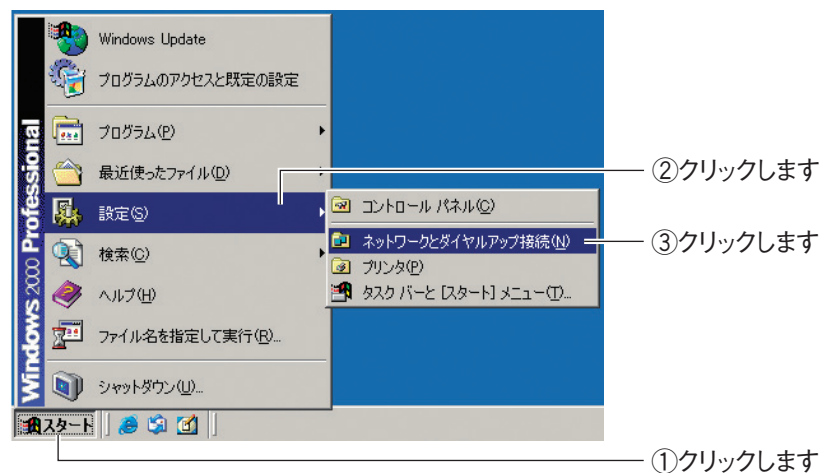 Windows Update
プログラムのアクセスと既定の設定
プログラム(P)
最近使ったファイル(D)
設定(S)
検索(C)
ヘルプ(H)
ファイル名を指定して実行(R)...
シャットダウン(U)...
Windows 2000 Professional
コントロール パネル(C)
ネットワークとダイヤルアップ接続(N)
プリンタ(P)
タスク バーと [スタート] メニュー(T)...
スタート
②クリックします
③クリックします
①クリックします